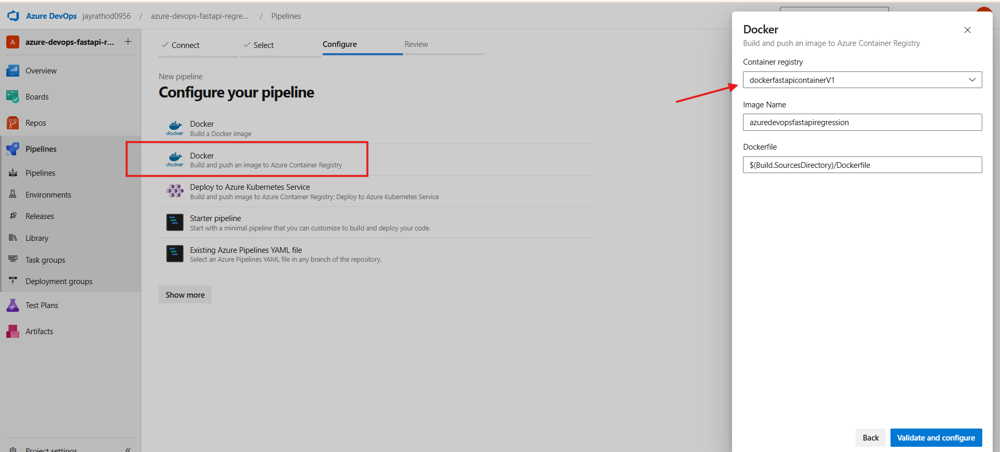 Azure DevOps jayrathod0956 / azure-devops-fastapi-regre... / Pipelines
A azure-devops-fastapi-r... +
Overview
Boards
Repos
Pipelines
Pipelines
Environments
Releases
Library
Task groups
Deployment groups
Test Plans
Artifacts
Project settings
Connect
Select
Configure
Review
New pipeline
Configure your pipeline
docker
Docker
Build a Docker image
docker
Docker
Build and push an image to Azure Container Registry
Deploy to Azure Kubernetes Service
Build and push image to Azure Container Registry; Deploy to Azure Kubernetes Service
Starter pipeline
Start with a minimal pipeline that you can customize to build and deploy your code.
Existing Azure Pipelines YAML file
Select an Azure Pipelines YAML file in any branch of the repository.
Show more
Docker
Build and push an image to Azure Container Registry
Container registry
dockerfastapicontainerV1
Image Name
azuredevopsfastapiregression
Dockerfile
$(Build.SourcesDirectory)/Dockerfile
Back
Validate and configure